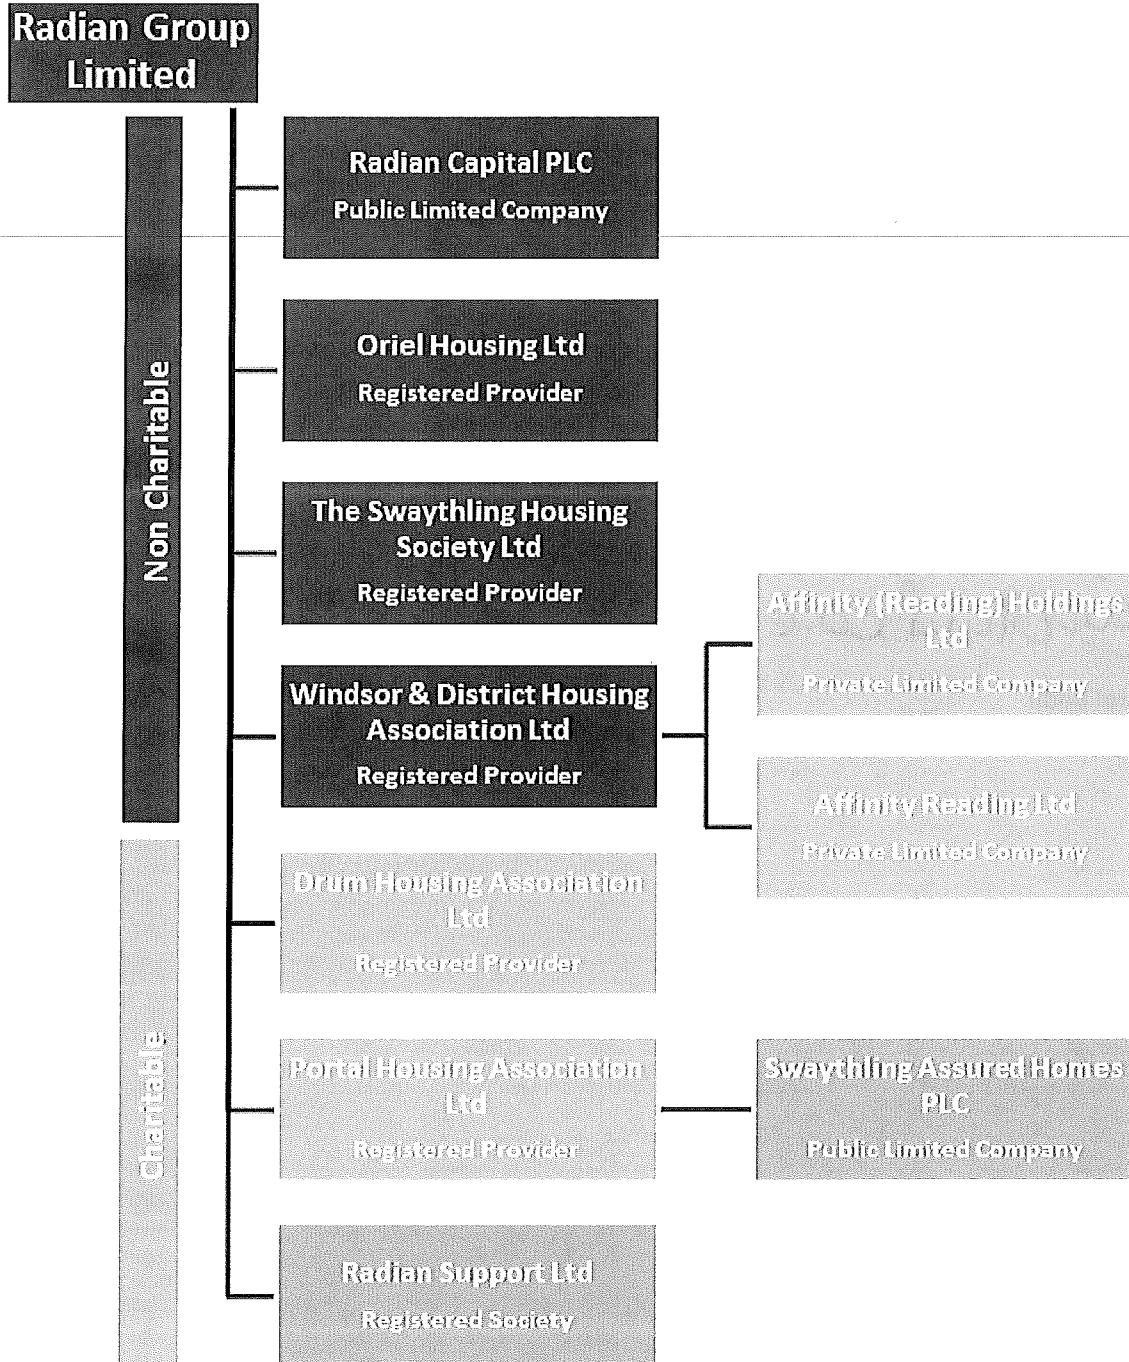 Radian Group
Limited
Non Charitable
Radian Capital PLC
Public Limited Company
Oriel Housing Ltd
Registered Provider
The Swaythling Housing
Society Ltd
Registered Provider
Windsor & District Housing
Association Ltd
Registered Provider
Affinity (Reading) Holdings
Ltd
Private Limited Company
Affinity Reading Ltd
Private Limited Company
Charitable
Drum Housing Association
Ltd
Registered Provider
Portal Housing Association
Ltd
Registered Provider
Swaythling Assured Homes
PLC
Public Limited Company
Radian Support Ltd
Registered Society